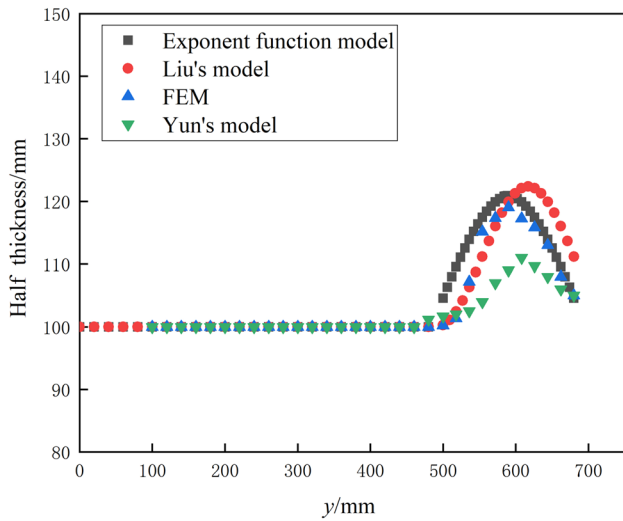 150
140
130
120
110
100
90
80
Half thickness/mm
Exponent function model
Liu's model
FEM
Yun's model
0 100 200 300 400 500 600 700
y/mm